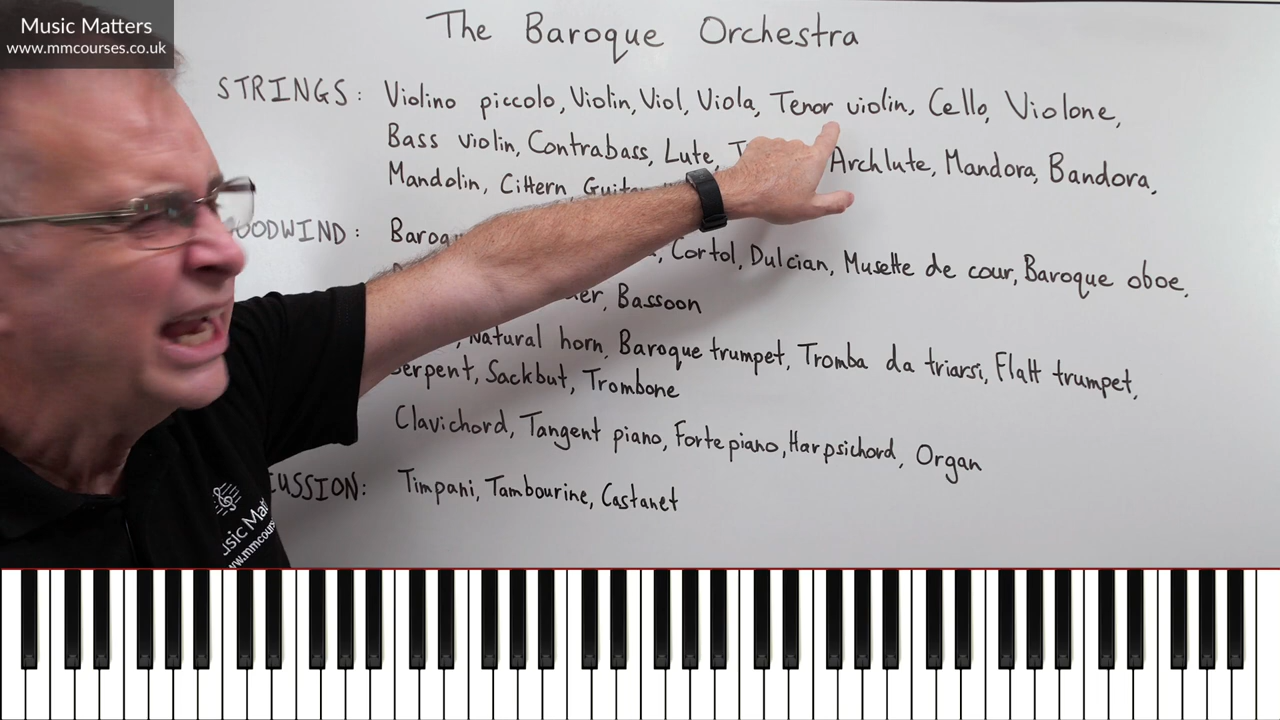 Music Matters
www.mmcourses.co.uk
The Baroque Orchestra
STRINGS: Violino piccolo, Violin, Viol, Viola, Tenor violin, Cello, Violone,
Bass violin, Contrabass, Lute, Archlute, Mandora, Bandora,
Mandolin, Cittern,
Cortol, Dulcian, Musette de cour, Baroque oboe,
Bassoon
Natural horn, Baroque trumpet, Tromba da triarsi, Flatt trumpet,
Serpent, Sackbut, Trombone
Clavichord, Tangent piano, Fortepiano, Harpsichord, Organ
Timpani, Tambourine, Castanet